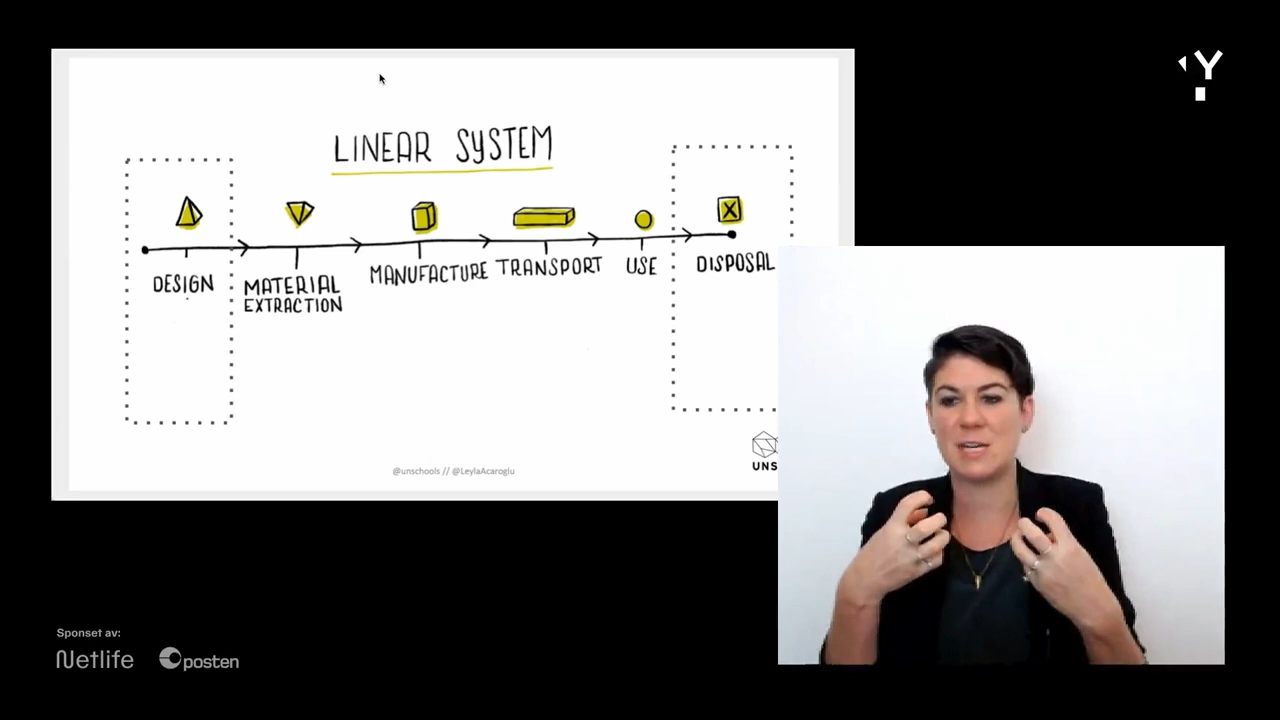 LINEAR SYSTEM
DESIGN
MATERIAL
EXTRACTION
MANUFACTURE
TRANSPORT
USE
DISPOSAL
@unschools // @LeylaAcaroglu
UNS
Y
Sponset av:
Netlife
posten